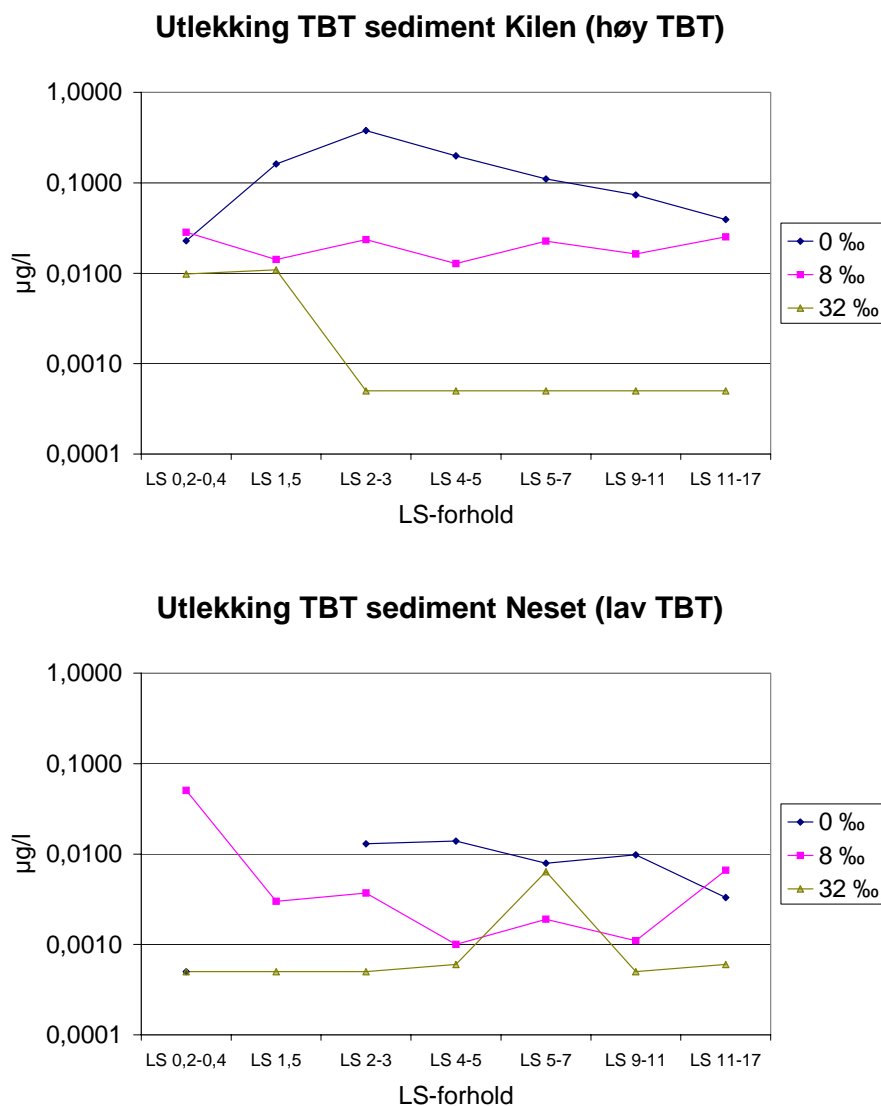 Utlekking TBT sediment Kilen (høy TBT)
1,0000
0,1000
0,0100
0,0010
0,0001
µg/l
LS 0,2-0,4 LS 1,5 LS 2-3 LS 4-5 LS 5-7 LS 9-11 LS 11-17
LS-forhold
0 ‰
8 ‰
32 ‰
Utlekking TBT sediment Neset (lav TBT)
1,0000
0,1000
0,0100
0,0010
0,0001
µg/l
LS 0,2-0,4 LS 1,5 LS 2-3 LS 4-5 LS 5-7 LS 9-11 LS 11-17
LS-forhold
0 ‰
8 ‰
32 ‰